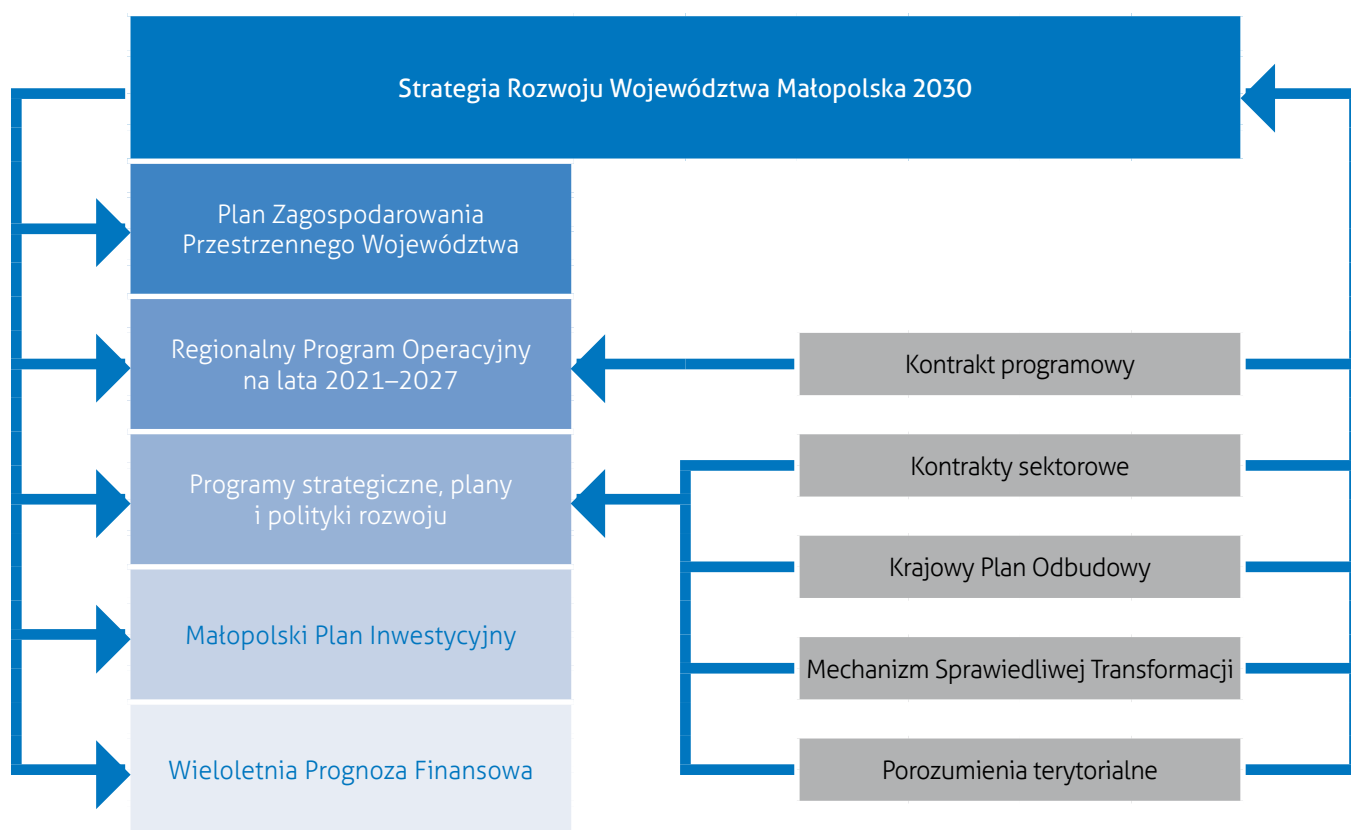 Strategia Rozwoju Województwa Małopolska 2030
Plan Zagospodarowania
Przestrzennego Województwa
Regionalny Program Operacyjny
na lata 2021–2027
Kontrakt programowy
Programy strategiczne, plany
i polityki rozwoju
Kontrakty sektorowe
Krajowy Plan Odbudowy
Małopolski Plan Inwestycyjny
Mechanizm Sprawiedliwej Transformacji
Wieloletnia Prognoza Finansowa
Porozumienia terytorialne